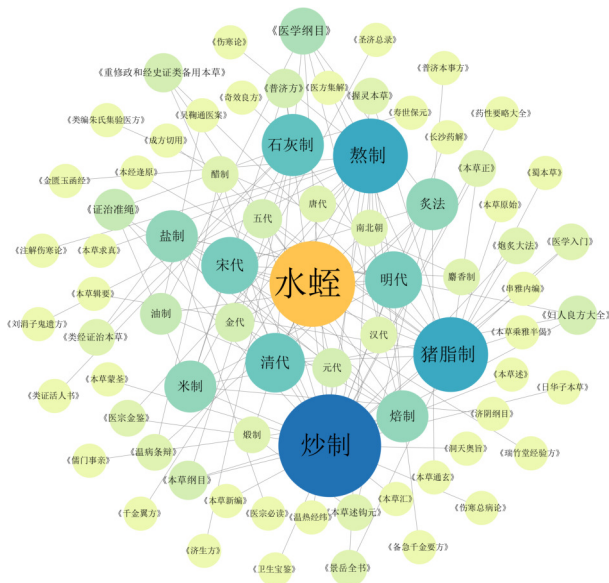 《圣济总录》
《伤寒论》
《医学纲目》
《普济本事方》
《重修政和经史证类备用本草》
《普济方》
《医方集解》
《握灵本草》
《奇效良方》
《药性要略大全》
《类编朱氏集验医方》
《吴鞠通医案》
《寿世保元》
《长沙药解》
《成方切用》
石灰制
熬制
《本草正》
《金匮玉函经》
《本经逢原》
醋制
《蜀本草》
唐代
炙法
《本草原始》
《证治准绳》
五代
南北朝
盐制
《炮炙大法》
《医学入门》
《注解伤寒论》
《本草求真》
宋代
水蛭
明代
麝香制
《串雅内编》
《本草辑要》
《刘涓子鬼遗方》
《类经证治本草》
油制
金代
汉代
《妇人良方大全》
《本草乘雅半偈》
清代
猪脂制
《类证活人书》
元代
《本草述》
《本草蒙荃》
米制
《日华子本草》
《医宗金鉴》
焙制
《济阴纲目》
煅制
炒制
《儒门事亲》
《温病条辩》
《洞天奥旨》
《瑞竹堂经验方》
《本草纲目》
《本草通玄》
《千金翼方》
《本草新编》
《本草汇》
《伤寒总病论》
《医宗必读》
《温热经纬》
《本草述钩元》
《济生方》
《备急千金要方》
《卫生宝鉴》
《景岳全书》